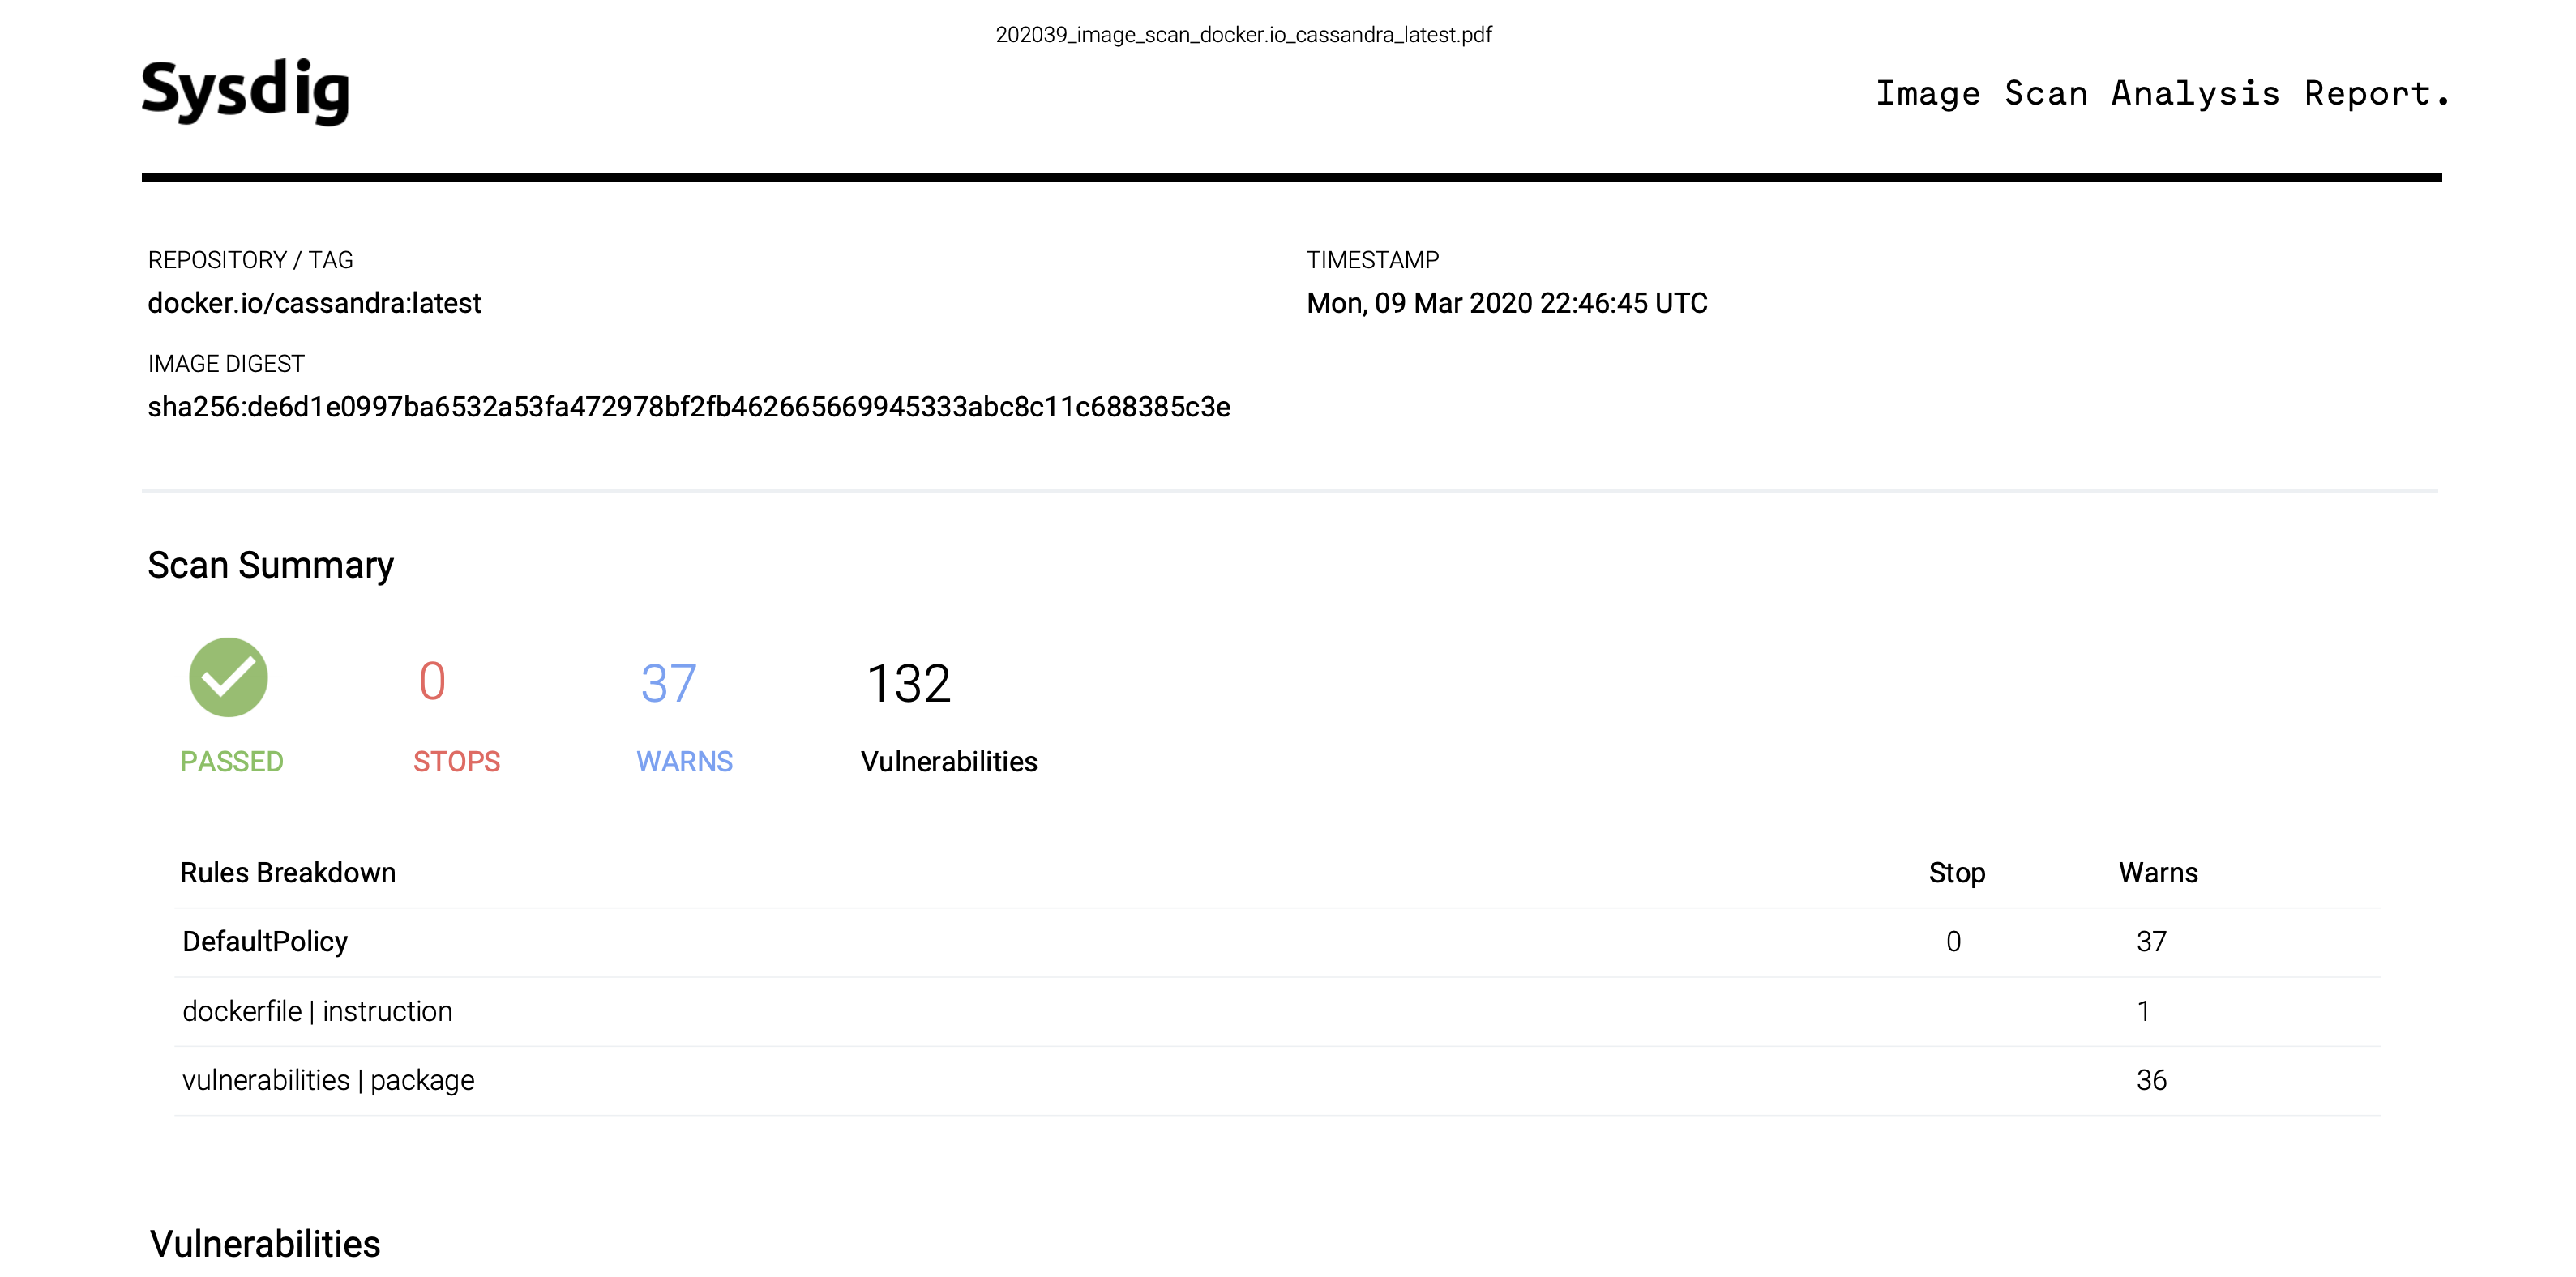 202039_image_scan_docker.io_cassandra_latest.pdf
Sysdig
Image Scan Analysis Report.
REPOSITORY / TAG
TIMESTAMP
docker.io/cassandra:latest
Mon, 09 Mar 2020 22:46:45 UTC
IMAGE DIGEST
sha256:de6d1e0997ba6532a53fa472978bf2fb462665669945333abc8c11c688385c3e
Scan Summary
0 37 132
PASSED STOPS WARNS Vulnerabilities
Rules Breakdown Stop Warns
DefaultPolicy 0 37
dockerfile | instruction 1
vulnerabilities | package 36
Vulnerabilities